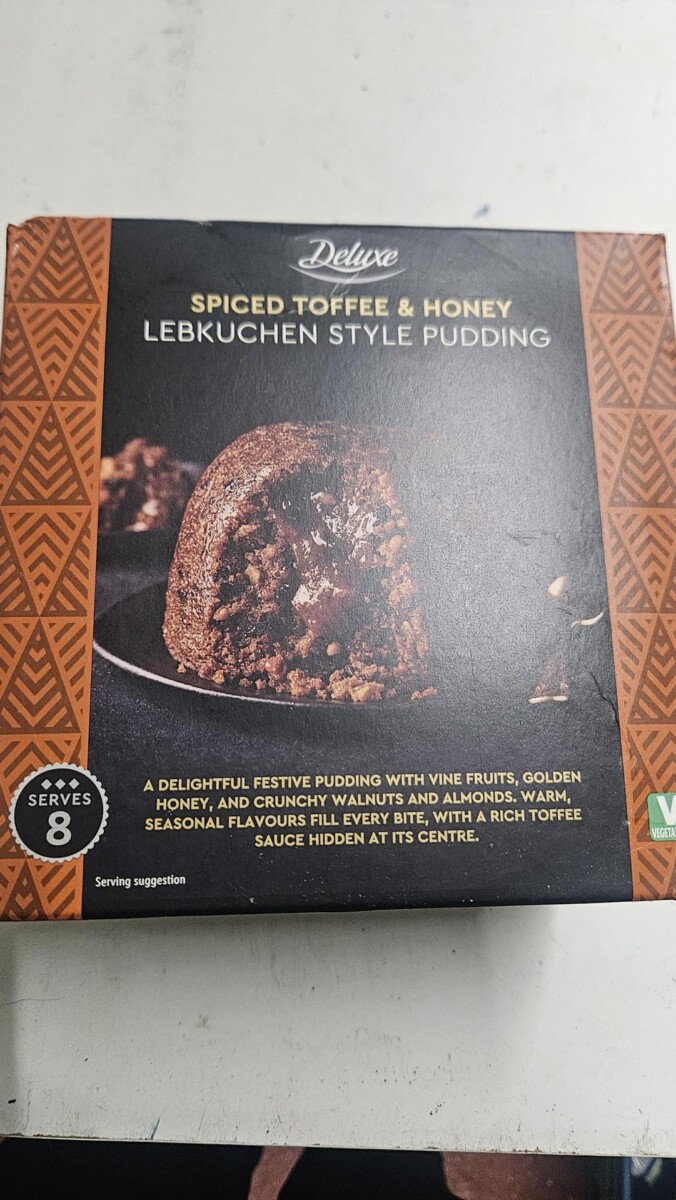 Deluxe
SPICED TOFFEE & HONEY
LEBKUCHEN STYLE PUDDING
A DELIGHTFUL FESTIVE PUDDING WITH VINE FRUITS, GOLDEN
HONEY, AND CRUNCHY WALNUTS AND ALMONDS. WARM,
SEASONAL FLAVOURS FILL EVERY BITE, WITH A RICH TOFFEE
SAUCE HIDDEN AT ITS CENTRE.
SERVES
8
Serving suggestion
V